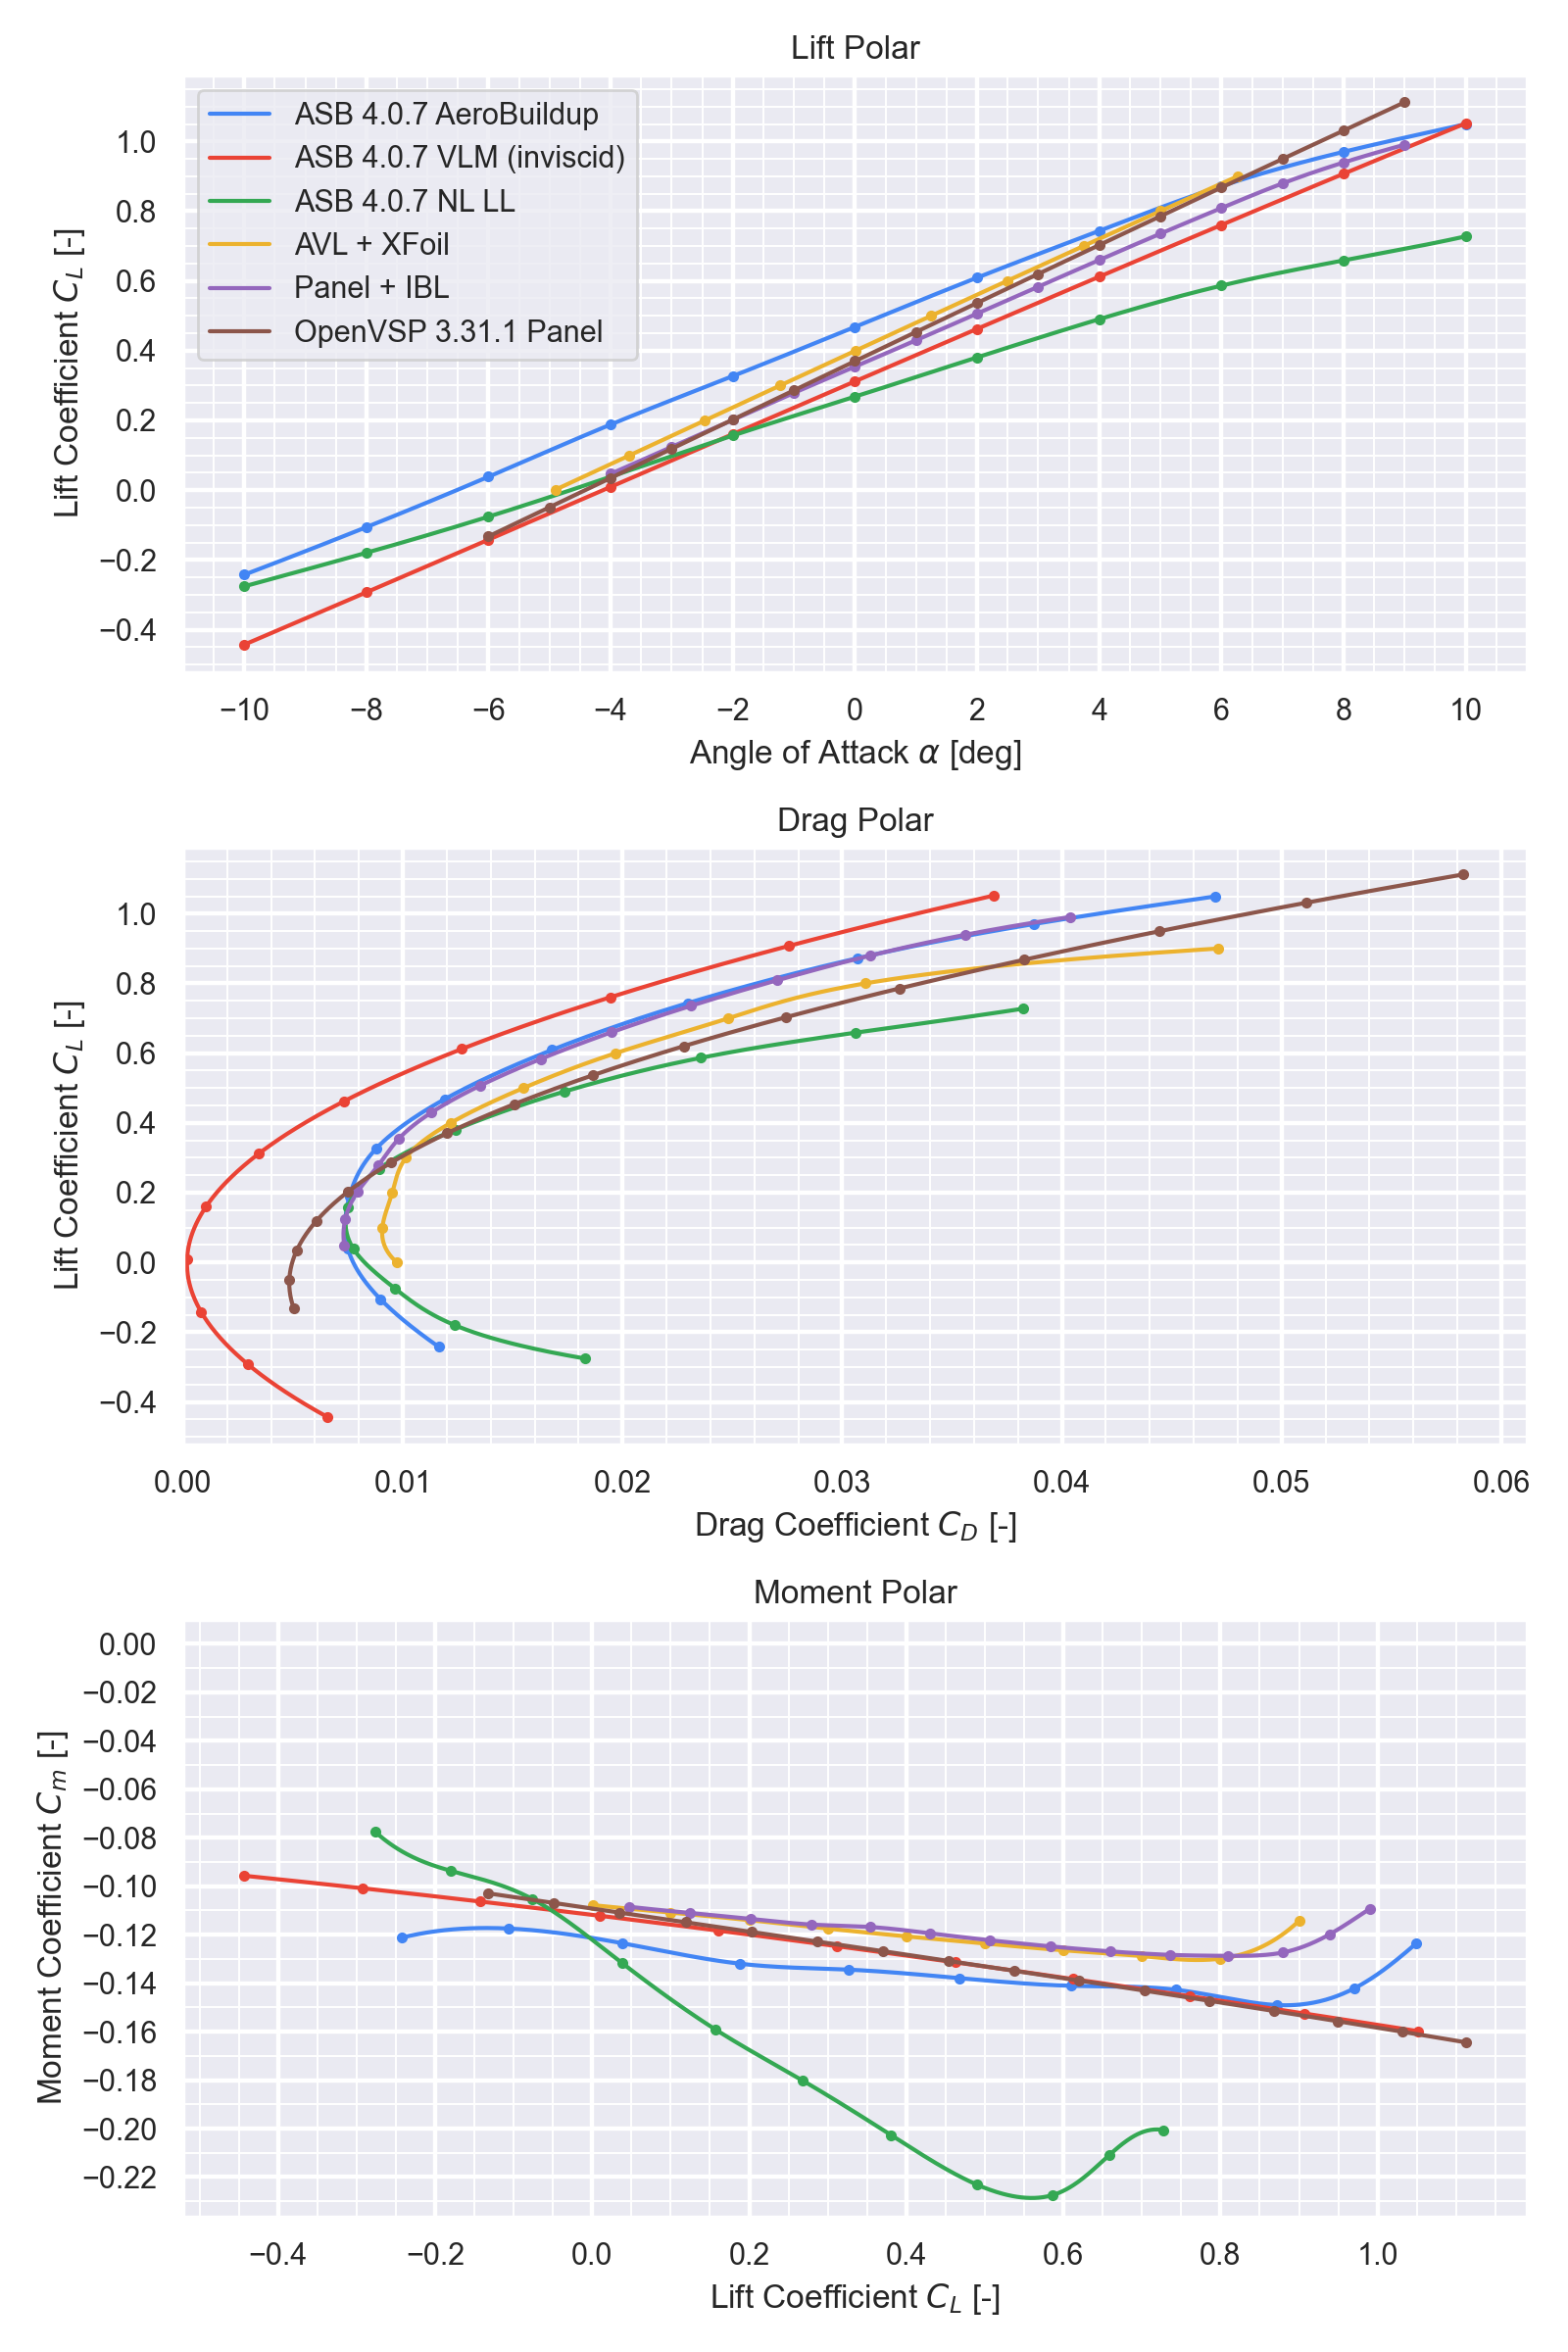 Lift Polar
ASB 4.0.7 AeroBuildup
ASB 4.0.7 VLM (inviscid)
ASB 4.0.7 NL LL
AVL + XFoil
Panel + IBL
OpenVSP 3.31.1 Panel
Lift Coefficient C_L [-]
1.0
0.8
0.6
0.4
0.2
0.0
−0.2
−0.4
−10 −8 −6 −4 −2 0 2 4 6 8 10
Angle of Attack α [deg]
Drag Polar
Lift Coefficient C_L [-]
1.0
0.8
0.6
0.4
0.2
0.0
−0.2
−0.4
0.00 0.01 0.02 0.03 0.04 0.05 0.06
Drag Coefficient C_D [-]
Moment Polar
Moment Coefficient C_m [-]
0.00
−0.02
−0.04
−0.06
−0.08
−0.10
−0.12
−0.14
−0.16
−0.18
−0.20
−0.22
−0.4 −0.2 0.0 0.2 0.4 0.6 0.8 1.0
Lift Coefficient C_L [-]